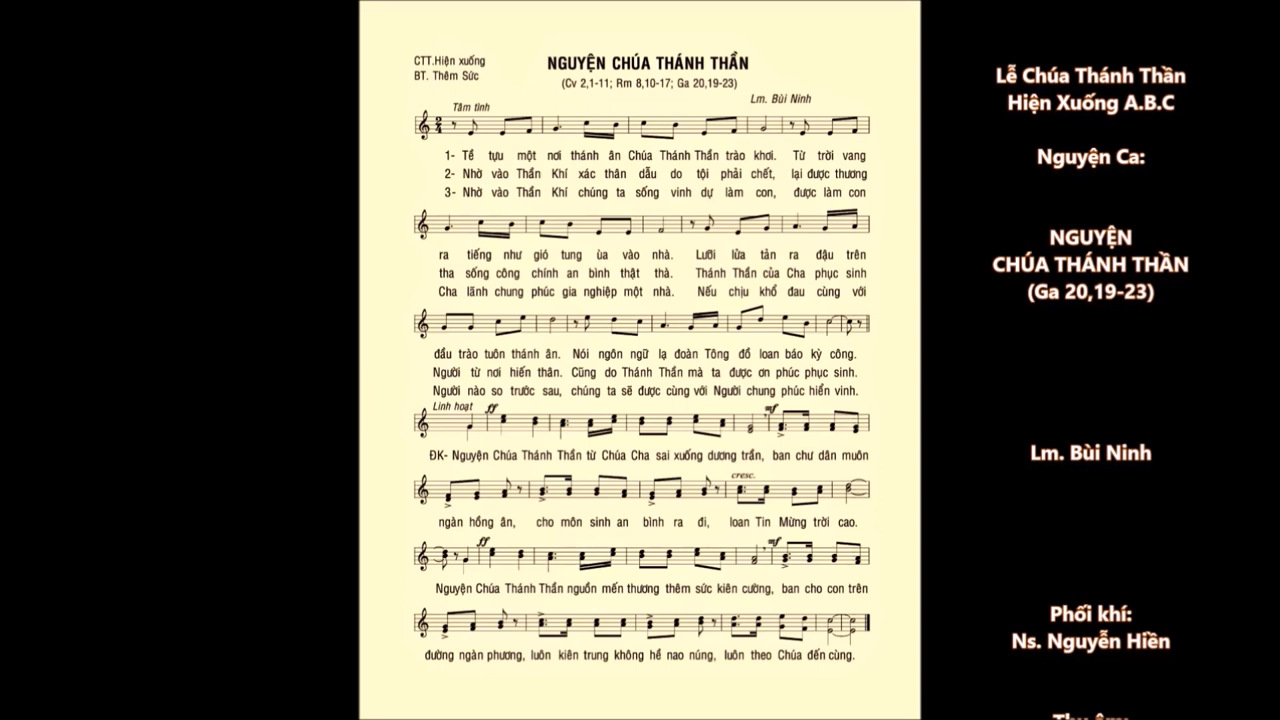 CTT.Hiện xuống
BT. Thêm Sức
NGUYỆN CHÚA THÁNH THẦN
(Cv 2,1-11; Rm 8,10-17; Ga 20,19-23)
Lm. Bùi Ninh
Tâm tình
1- Tề tựu một nơi thánh ân Chúa Thánh Thần trào khơi. Từ trời vang
2- Nhờ vào Thần Khí xác thân dẫu do tội phải chết, lại được thương
3- Nhờ vào Thần Khí chúng ta sống vinh dự làm con, được làm con
ra tiếng như gió tung ùa vào nhà. Lưỡi lửa tản ra đậu trên
tha sống công chính an bình thật thà. Thánh Thần của Cha phục sinh
Cha lãnh chung phúc gia nghiệp một nhà. Nếu chịu khổ đau cùng với
đầu trào tuôn thánh ân. Nói ngôn ngữ lạ đoàn Tông đồ loan báo kỳ công.
Người từ nơi hiến thân. Cũng do Thánh Thần mà ta được ơn phúc phục sinh.
Người nào so trước sau, chúng ta sẽ được cùng với Người chung phúc hiển vinh.
Linh hoạt ff
mf
ĐK- Nguyện Chúa Thánh Thần từ Chúa Cha sai xuống dương trần, ban chư dân muôn
cresc.
ngàn hồng ân, cho môn sinh an bình ra đi, loan Tin Mừng trời cao.
ff mf
Nguyện Chúa Thánh Thần nguồn mến thương thêm sức kiên cường, ban cho con trên
đường ngàn phương, luôn kiên trung không hề nao núng, luôn theo Chúa đến cùng.
Lễ Chúa Thánh Thần
Hiện Xuống A.B.C
Nguyện Ca:
NGUYỆN
CHÚA THÁNH THẦN
(Ga 20,19-23)
Lm. Bùi Ninh
Phối khí:
Ns. Nguyễn Hiền